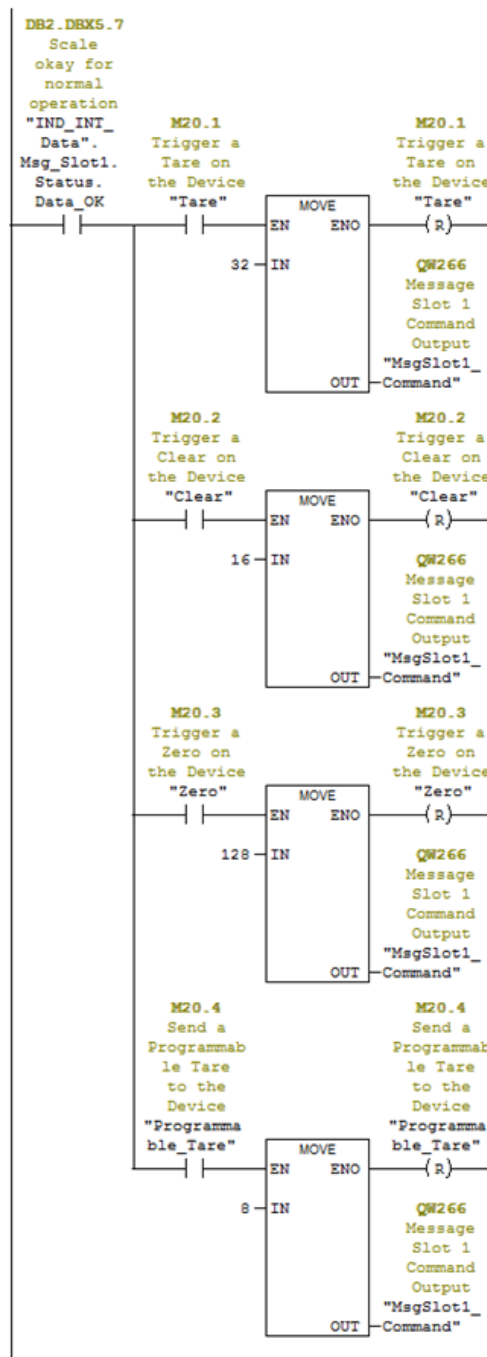 DB2.DBX5.7
Scale
okay for
normal
operation
"IND_INT_
Data".
Msg_Slot1.
Status.
Data_OK
M20.1
Trigger a
Tare on
the Device
"Tare"
MOVE
EN ENO
32 IN
OUT
M20.1
Trigger a
Tare on
the Device
"Tare"
(R)
QW266
Message
Slot 1
Command
Output
"MsgSlot1_
Command"
M20.2
Trigger a
Clear on
the Device
"Clear"
MOVE
EN ENO
16 IN
OUT
M20.2
Trigger a
Clear on
the Device
"Clear"
(R)
QW266
Message
Slot 1
Command
Output
"MsgSlot1_
Command"
M20.3
Trigger a
Zero on
the Device
"Zero"
MOVE
EN ENO
128 IN
OUT
M20.3
Trigger a
Zero on
the Device
"Zero"
(R)
QW266
Message
Slot 1
Command
Output
"MsgSlot1_
Command"
M20.4
Send a
Programmab
le Tare
to the
Device
"Programma
ble_Tare"
MOVE
EN ENO
8 IN
OUT
M20.4
Send a
Programmab
le Tare
to the
Device
"Programma
ble_Tare"
(R)
QW266
Message
Slot 1
Command
Output
"MsgSlot1_
Command"